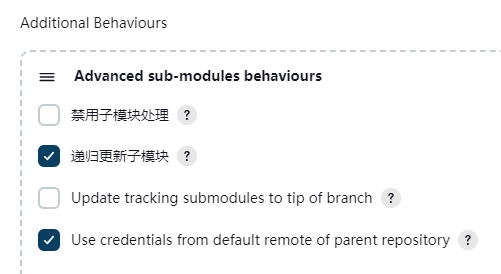 Additional Behaviours
Advanced sub-modules behaviours
禁用子模块处理 ?
递归更新子模块 ?
Update tracking submodules to tip of branch ?
Use credentials from default remote of parent repository ?